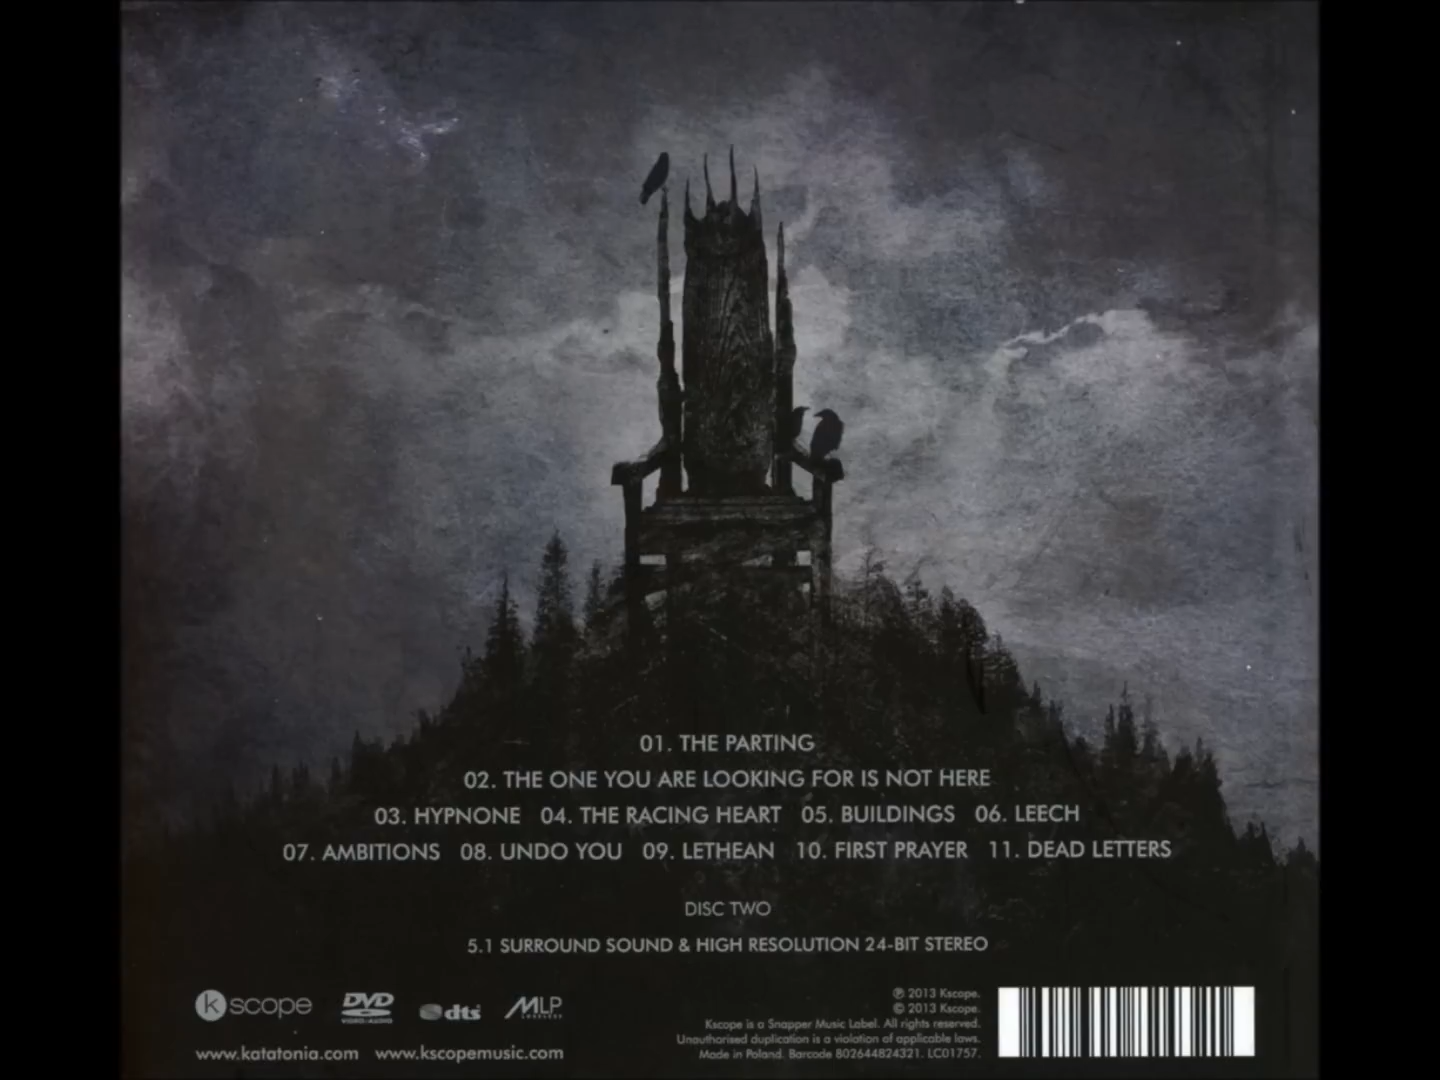 01. THE PARTING
02. THE ONE YOU ARE LOOKING FOR IS NOT HERE
03. HYPNONE 04. THE RACING HEART 05. BUILDINGS 06. LEECH
07. AMBITIONS 08. UNDO YOU 09. LETHEAN 10. FIRST PRAYER 11. DEAD LETTERS
DISC TWO
5.1 SURROUND SOUND & HIGH RESOLUTION 24-BIT STEREO
kscope DVD VIDEO/AUDIO dts MLP LOSSLESS
www.katatonia.com www.kscopemusic.com
℗ 2013 Kscope.
© 2013 Kscope.
Kscope is a Snapper Music Label. All rights reserved.
Unauthorised duplication is a violation of applicable laws.
Made in Poland. Barcode 802644824321. LC01757.